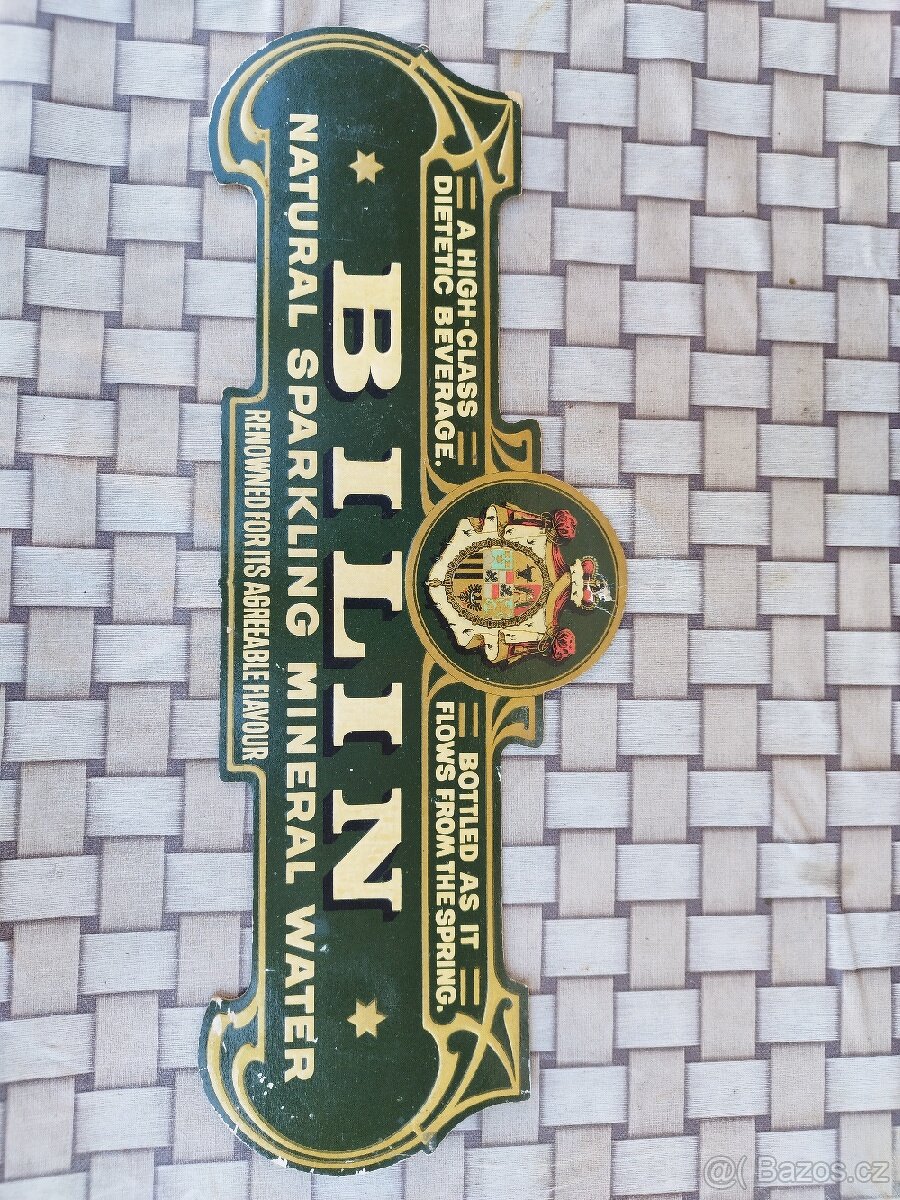 A HIGH-CLASS
DIETETIC BEVERAGE.
BOTTLED AS IT
FLOWS FROM THE SPRING.
BILIN
NATURAL SPARKLING MINERAL WATER
RENOWNED FOR ITS AGREEABLE FLAVOUR
@( Bazos.cz